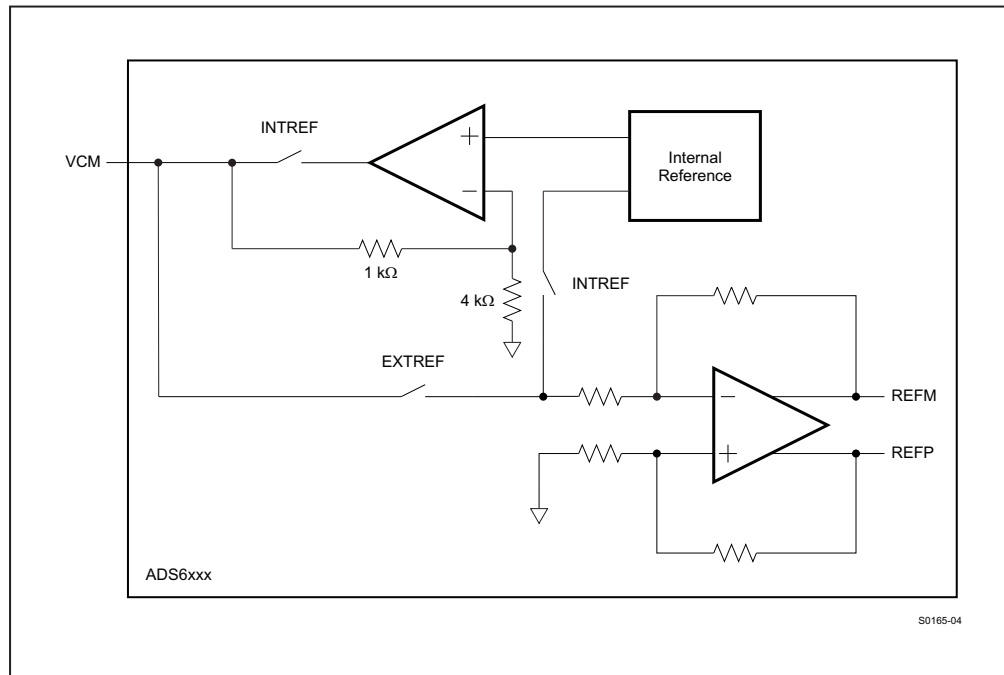 INTREF
VCM
Internal
Reference
1 kΩ
4 kΩ
INTREF
EXTREF
REFM
REFP
ADS6xxx
S0165-04